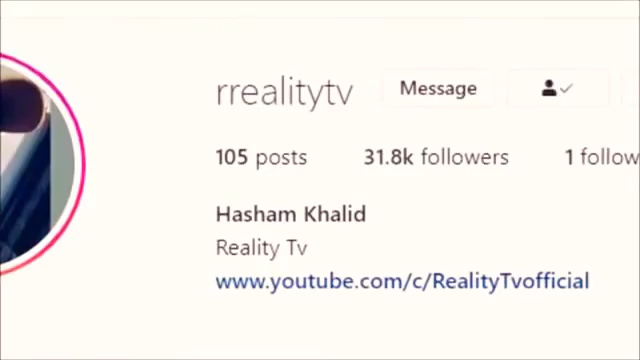 rrealitytv Message
105 posts 31.8k followers 1 follow
Hasham Khalid
Reality Tv
www.youtube.com/c/RealityTvofficial